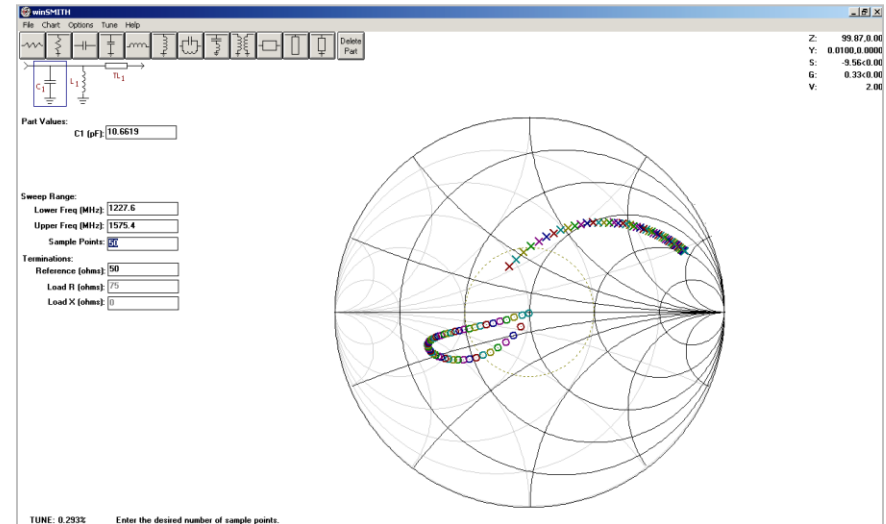 winSMITH
File Chart Options Tune Help
Delete
Part
C1
L1
TL1
Z: 99.87,0.00
Y: 0.0100,0.0000
S: -9.56<0.00
G: 0.33<0.00
V: 2.00
Part Values:
C1 (pF): 10.6619
Sweep Range:
Lower Freq (MHz): 1227.6
Upper Freq (MHz): 1575.4
Sample Points: 50
Terminations:
Reference (ohms): 50
Load R (ohms): 75
Load X (ohms): 0
TUNE: 0.293% Enter the desired number of sample points.